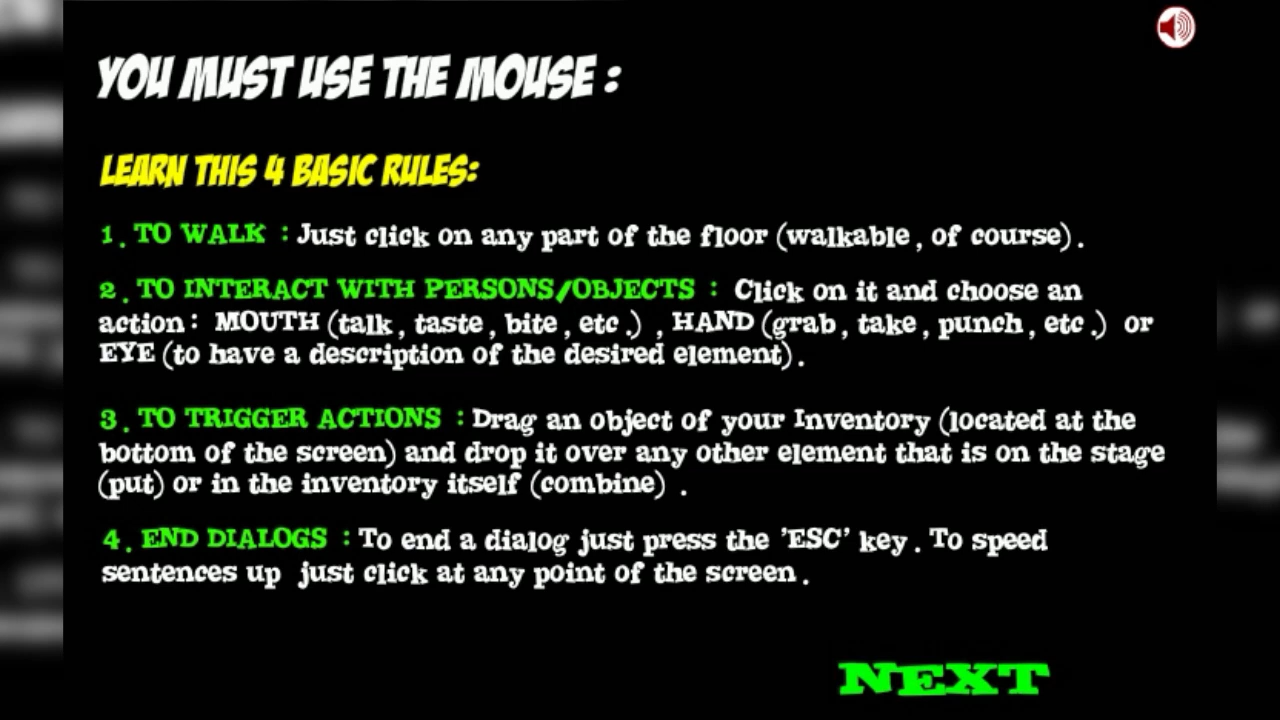 YOU MUST USE THE MOUSE :
LEARN THIS 4 BASIC RULES:
1. TO WALK : Just click on any part of the floor (walkable, of course).
2. TO INTERACT WITH PERSONS/OBJECTS : Click on it and choose an
action: MOUTH (talk, taste, bite, etc.) , HAND (grab, take, punch, etc.) or
EYE (to have a description of the desired element).
3. TO TRIGGER ACTIONS : Drag an object of your Inventory (located at the
bottom of the screen) and drop it over any other element that is on the stage
(put) or in the inventory itself (combine) .
4. END DIALOGS : To end a dialog just press the 'ESC' key. To speed
sentences up just click at any point of the screen.
NEXT